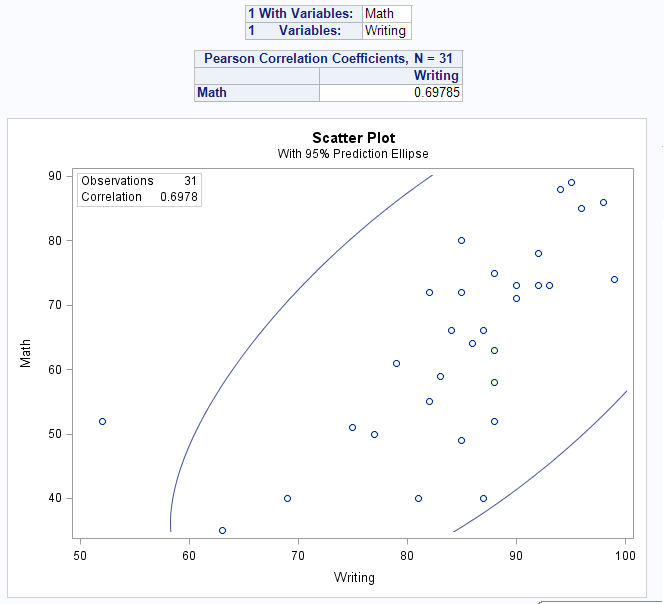 1 With Variables: Math
1 Variables: Writing
Pearson Correlation Coefficients, N = 31
Writing
Math 0.69785
Scatter Plot
With 95% Prediction Ellipse
Observations 31
Correlation 0.6978
90
80
70
60
50
40
Math
50 60 70 80 90 100
Writing